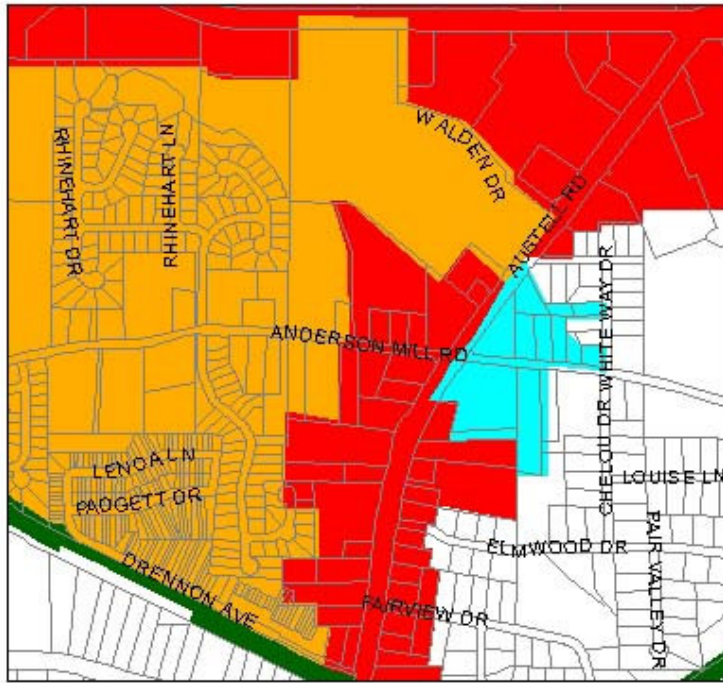 WALDEN DR
RHINEHART DR
RHINEHART LN
AUSTELL RD
WHITE WAY DR
ANDERSON MILL RD
CHELOU DR
LENOA LN
LOUISE LN
PADGETT DR
PAIR VALLEY DR
ELMWOOD DR
DRENNON AVE
FAIRVIEW DR